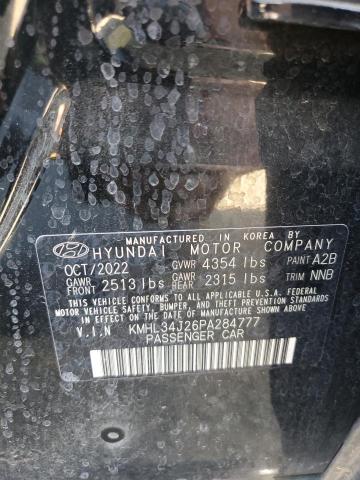 MANUFACTURED IN KOREA BY
HYUNDAI MOTOR COMPANY
OCT/2022 GVWR 4354 lbs PAINT A2B
GAWR FRONT 2513 lbs GAWR REAR 2315 lbs TRIM NNB
THIS VEHICLE CONFORMS TO ALL APPLICABLE
FEDERAL MOTOR VEHICLE SAFETY,
BUMPER, AND THEFT PREVENTION
STANDARDS IN EFFECT ON THE DATE OF
MANUFACTURE SHOWN ABOVE.
V.I.N KMHL34J26PA284777
PASSENGER CAR